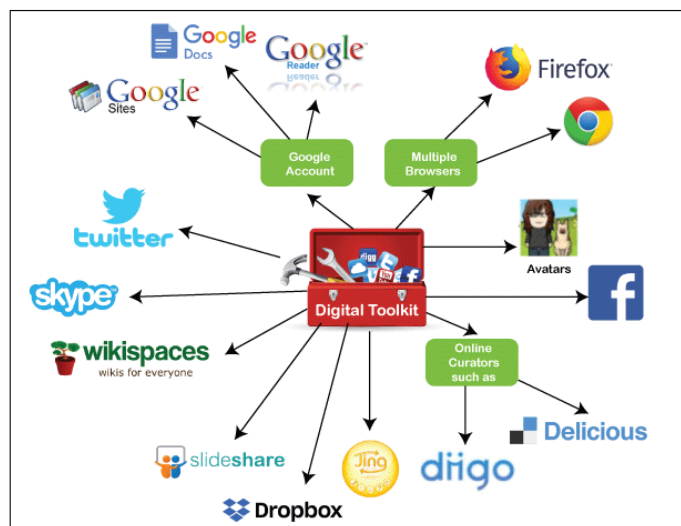 Google
Docs
Google
Reader
Google
Sites
Firefox
Google
Account
Multiple
Browsers
twitter
Avatars
digg
skype
Digital Toolkit
wikispaces
wikis for everyone
Online
Curators
such as
slideshare
Jing
diigo
Delicious
Dropbox